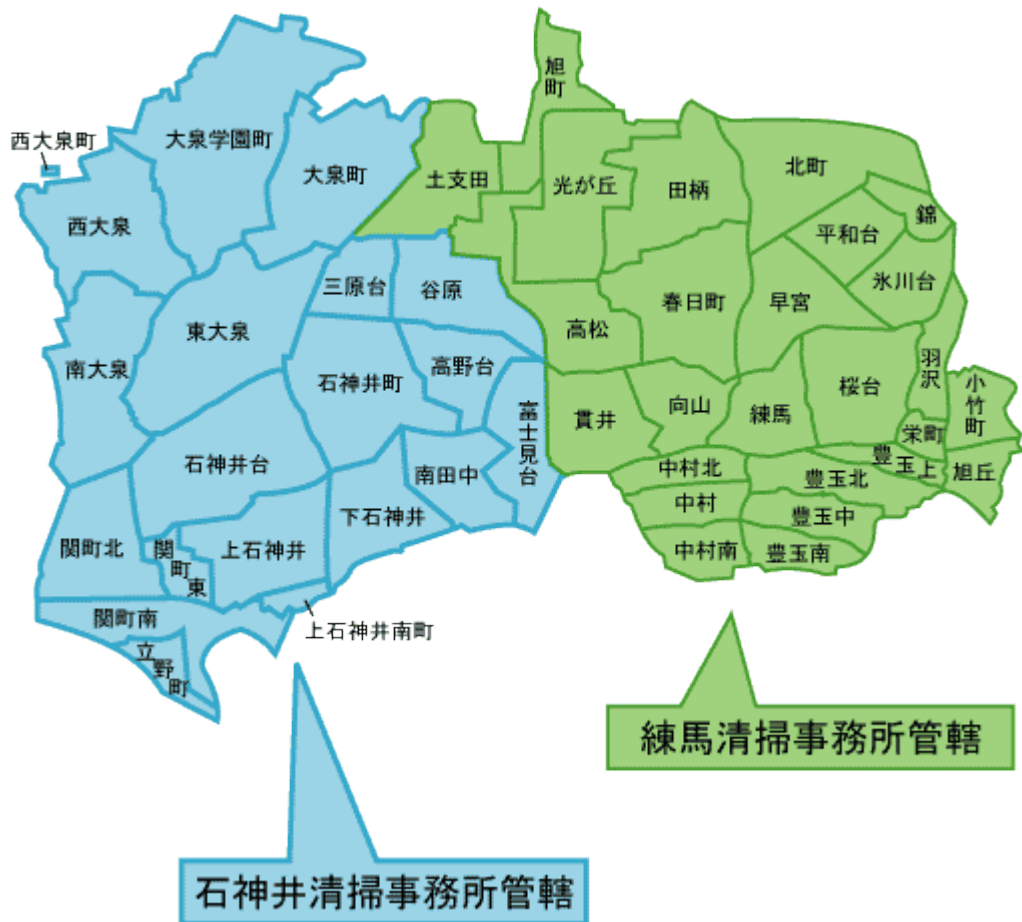 旭町
西大泉町
大泉学園町
大泉町
土支田
光が丘
田柄
北町
西大泉
平和台
錦
三原台
谷原
氷川台
東大泉
高松
春日町
早宮
南大泉
石神井町
高野台
富士見台
貫井
向山
練馬
桜台
羽沢
小竹町
栄町
石神井台
南田中
中村北
豊玉北
豊玉上
旭丘
下石神井
中村
豊玉中
関町北
関町東
上石神井
中村南
豊玉南
関町南
上石神井南町
立野町
練馬清掃事務所管轄
石神井清掃事務所管轄